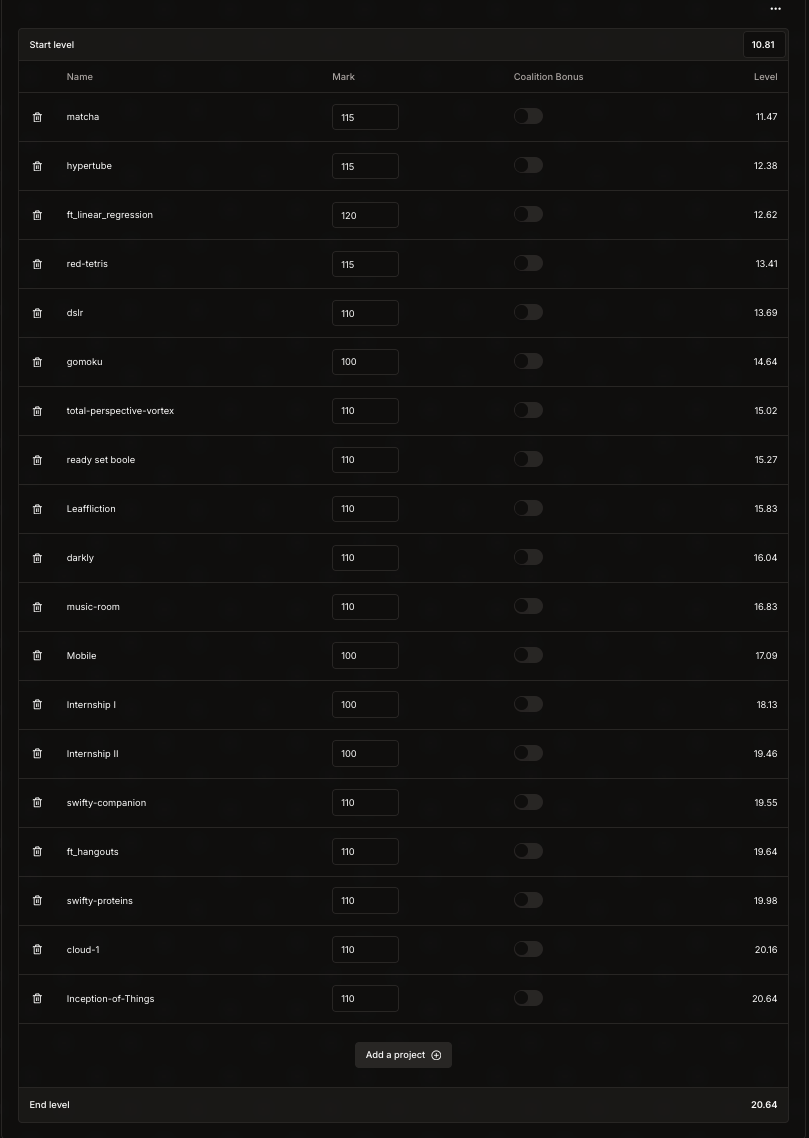 Start level 10.81
Name Mark Coalition Bonus Level
matcha 115 11.47
hypertube 115 12.38
ft_linear_regression 120 12.62
red-tetris 115 13.41
dslr 110 13.69
gomoku 100 14.64
total-perspective-vortex 110 15.02
ready set boole 110 15.27
Leaffliction 110 15.83
darkly 110 16.04
music-room 110 16.83
Mobile 100 17.09
Internship I 100 18.13
Internship II 100 19.46
swifty-companion 110 19.55
ft_hangouts 110 19.64
swifty-proteins 110 19.98
cloud-1 110 20.16
Inception-of-Things 110 20.64
Add a project
End level 20.64